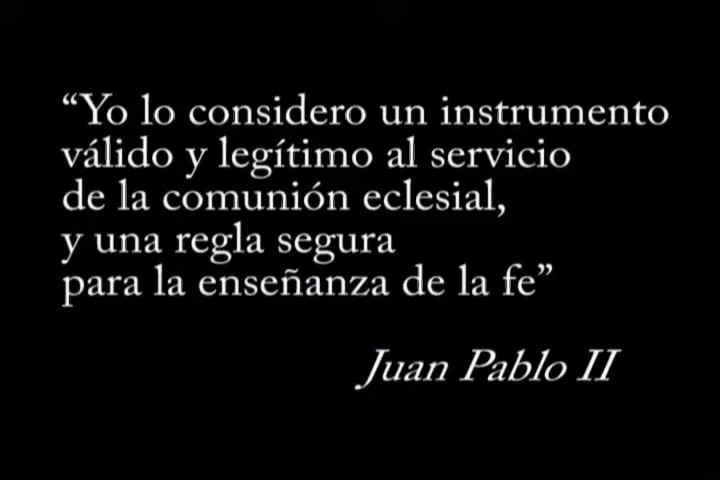 “Yo lo considero un instrumento
válido y legítimo al servicio
de la comunión eclesial,
y una regla segura
para la enseñanza de la fe”
Juan Pablo II